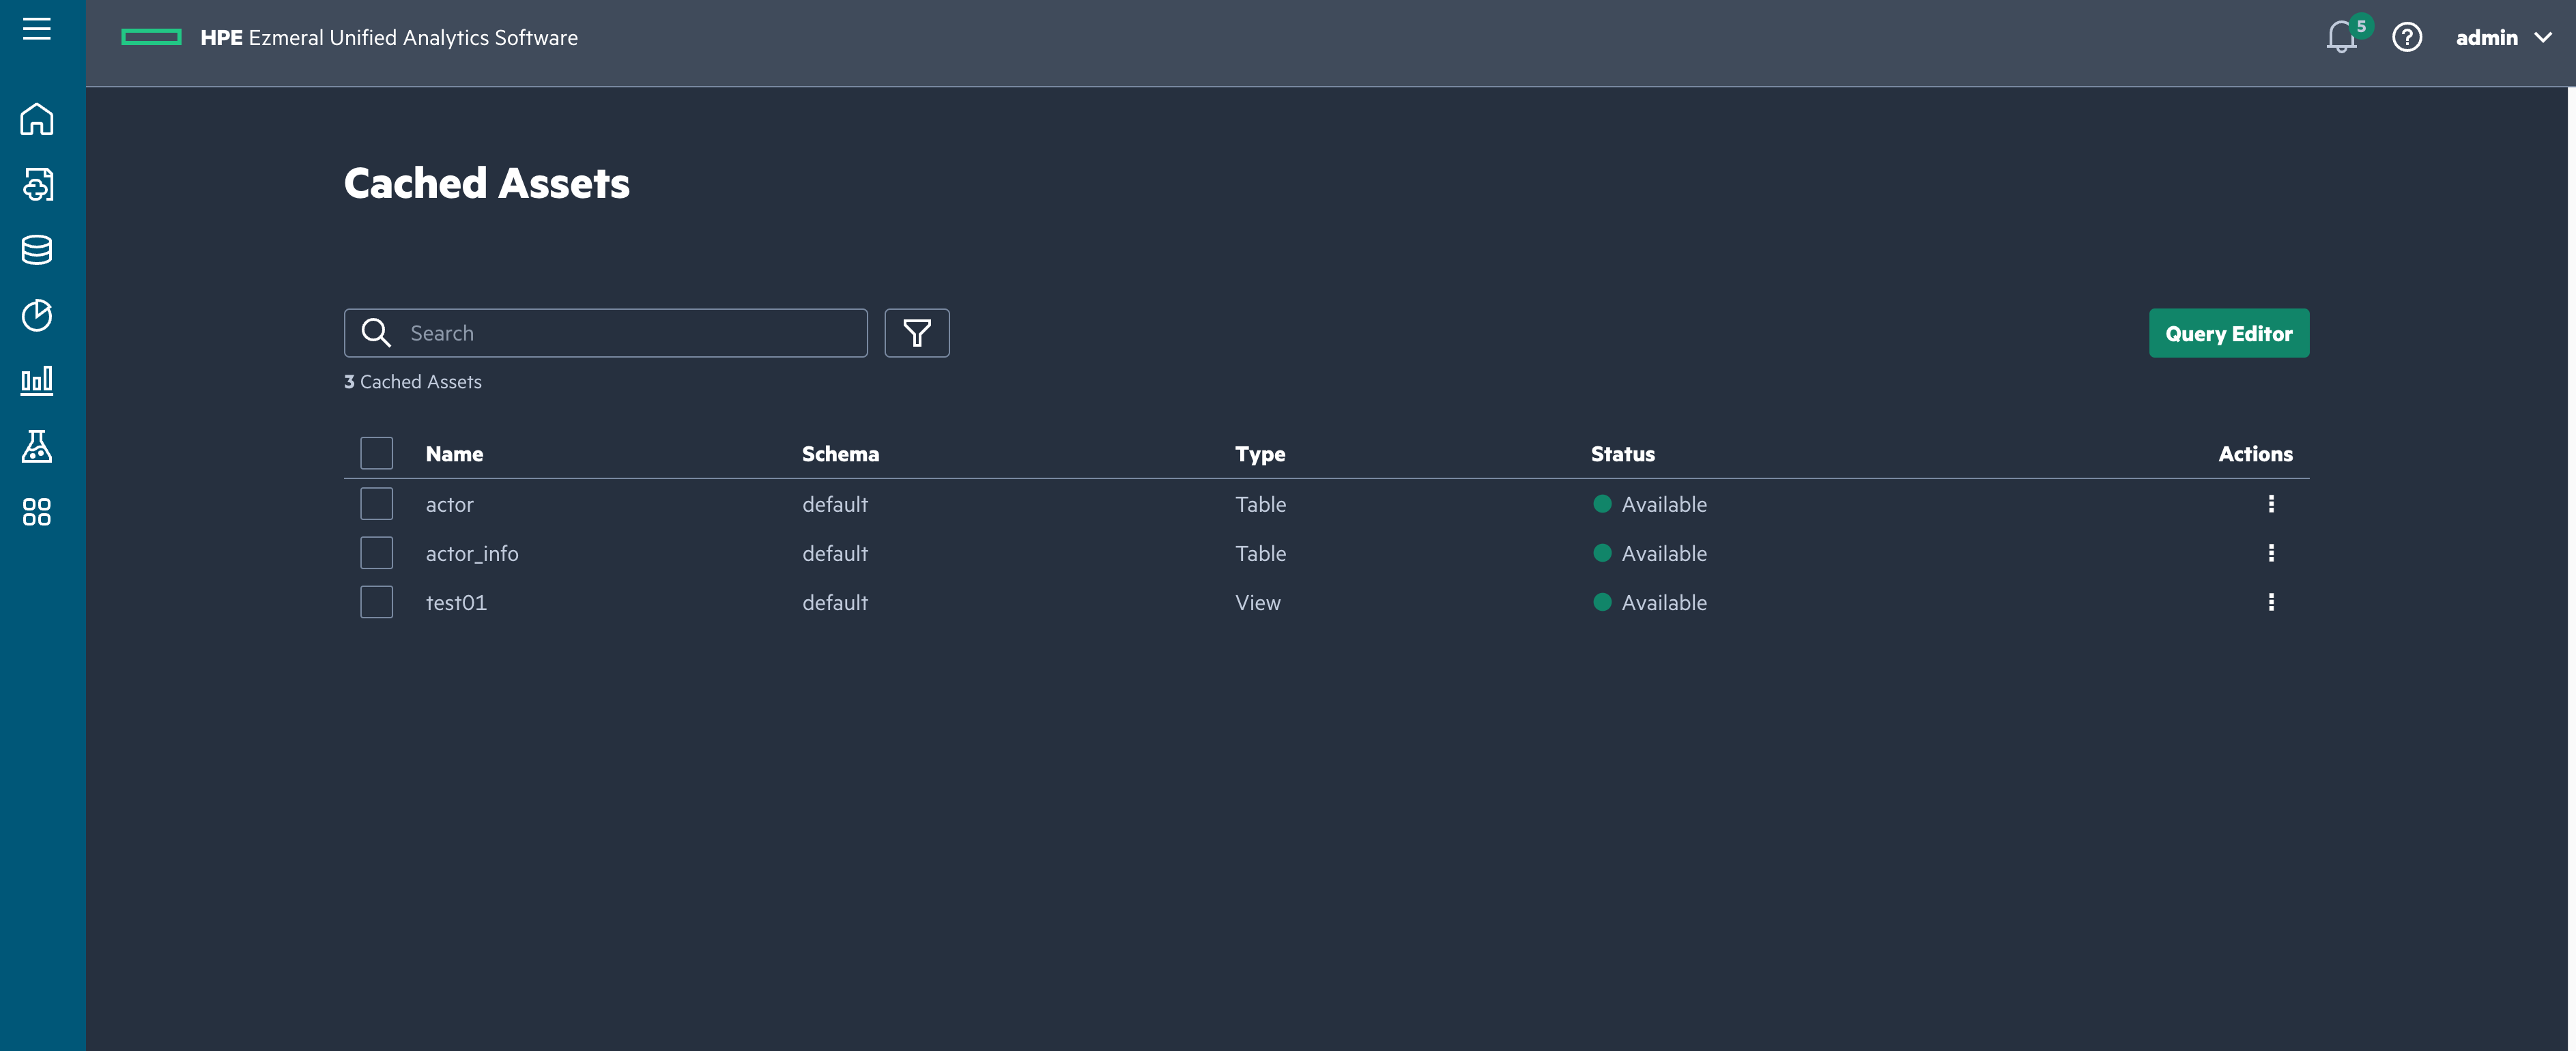 HPE Ezmeral Unified Analytics Software
5
?
admin
Cached Assets
Search
Query Editor
3 Cached Assets
Name Schema Type Status Actions
actor default Table Available
actor_info default Table Available
test01 default View Available